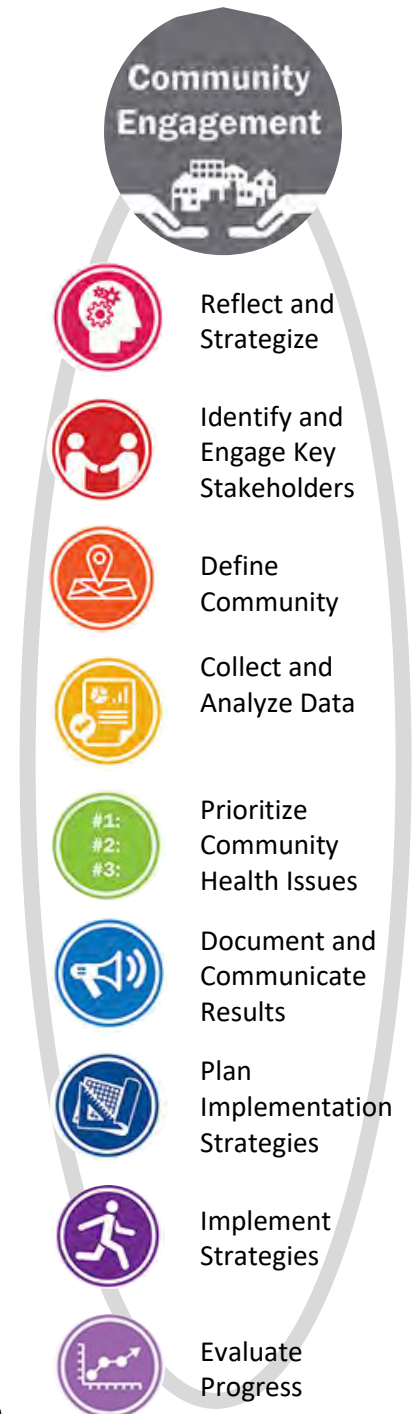 Community
Engagement
Reflect and
Strategize
Identify and
Engage Key
Stakeholders
Define
Community
Collect and
Analyze Data
#1:
#2:
#3:
Prioritize
Community
Health Issues
Document and
Communicate
Results
Plan
Implementation
Strategies
Implement
Strategies
Evaluate
Progress